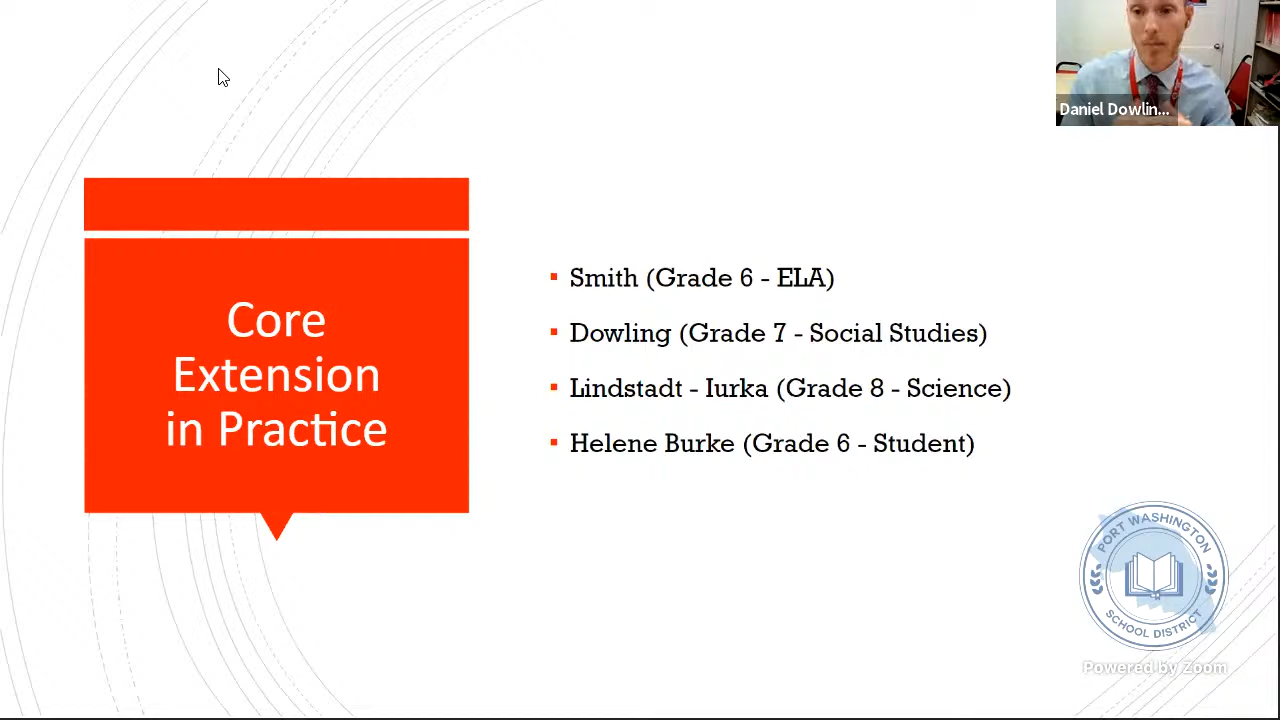 Daniel Dowlin...
Core
Extension
in Practice
▪ Smith (Grade 6 - ELA)
▪ Dowling (Grade 7 - Social Studies)
▪ Lindstadt - Iurka (Grade 8 - Science)
▪ Helene Burke (Grade 6 - Student)
PORT WASHINGTON
SCHOOL DISTRICT
Powered by Zoom